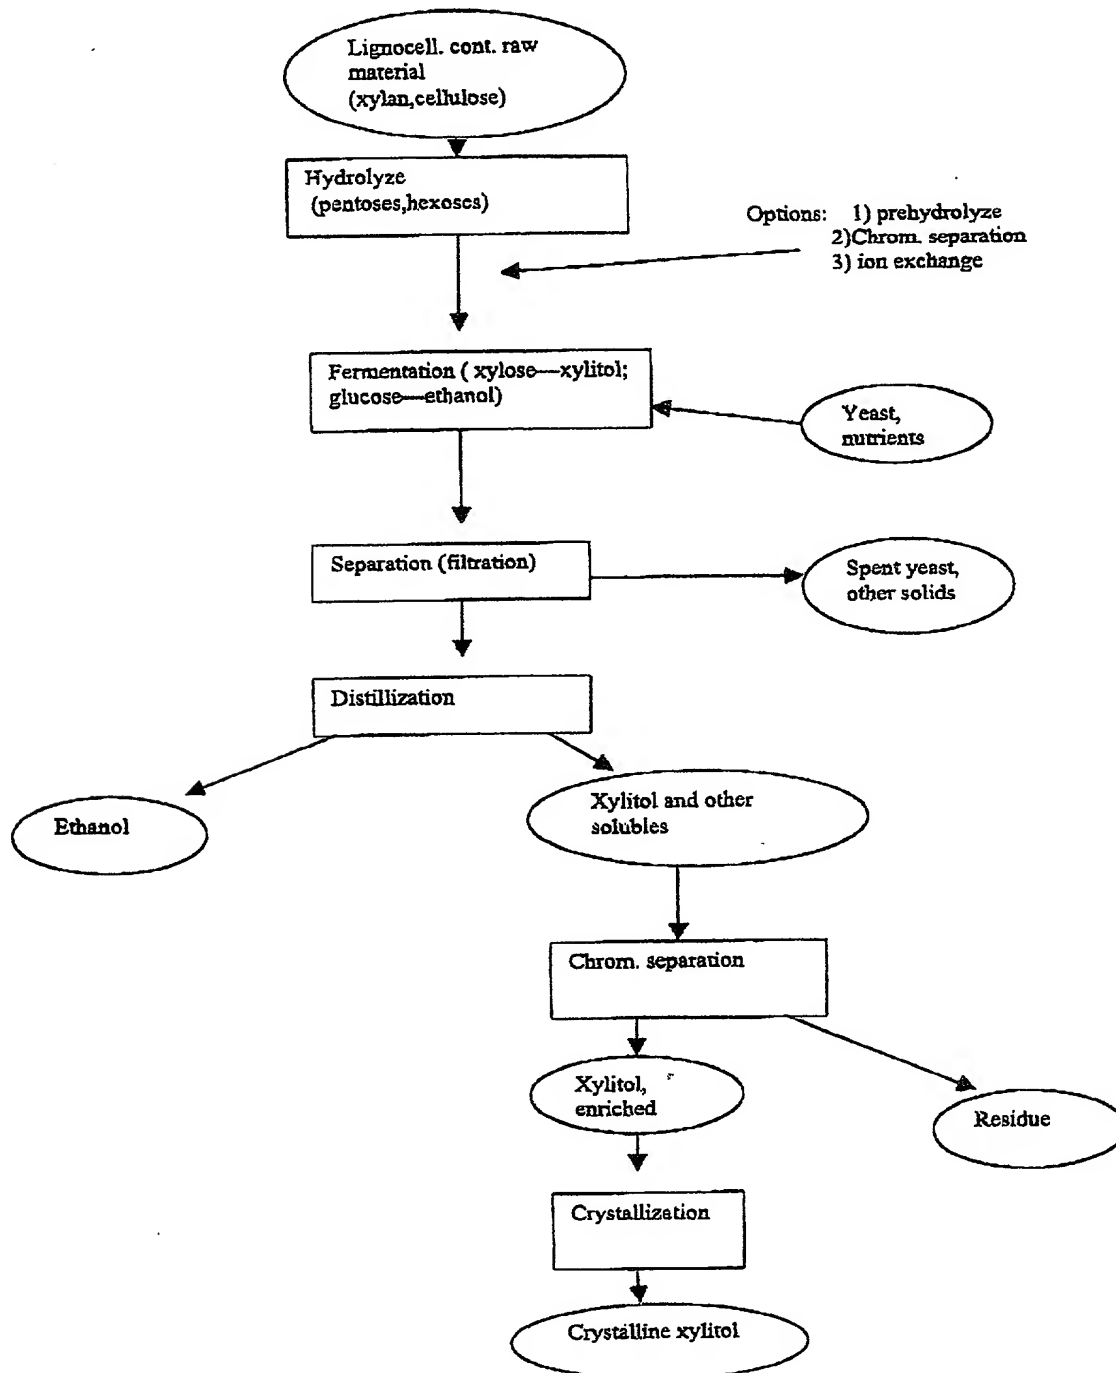 Lignocell. cont. raw
material
(xylan,cellulose)
Hydrolyze
(pentoses,hexoses)
Options: 1) prehydrolyze
2)Chrom. separation
3) ion exchange
Fermentation ( xylose—xylitol;
glucose—ethanol)
Yeast,
nutrients
Separation (filtration)
Spent yeast,
other solids
Distillization
Ethanol
Xylitol and other
solubles
Chrom. separation
Xylitol,
enriched
Residue
Crystallization
Crystalline xylitol